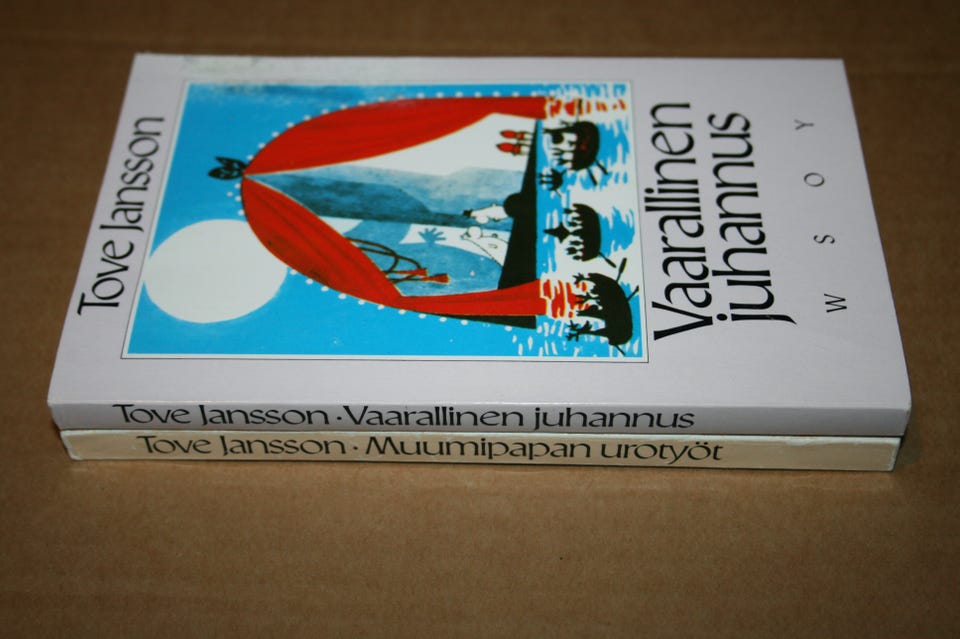 Tove Jansson
Vaarallinen
juhannus
W S O Y
Tove Jansson · Vaarallinen juhannus
Tove Jansson · Muumipapan urotyöt